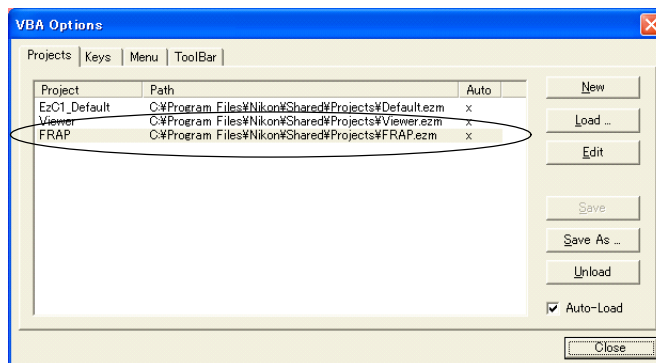 VBA Options
Projects Keys Menu ToolBar
Project Path Auto
EzC1_Default C:¥Program Files¥Nikon¥Shared¥Projects¥Default.ezm x
Viewer C:¥Program Files¥Nikon¥Shared¥Projects¥Viewer.ezm x
FRAP C:¥Program Files¥Nikon¥Shared¥Projects¥FRAP.ezm x
New
Load ...
Edit
Save
Save As ...
Unload
Auto-Load
Close